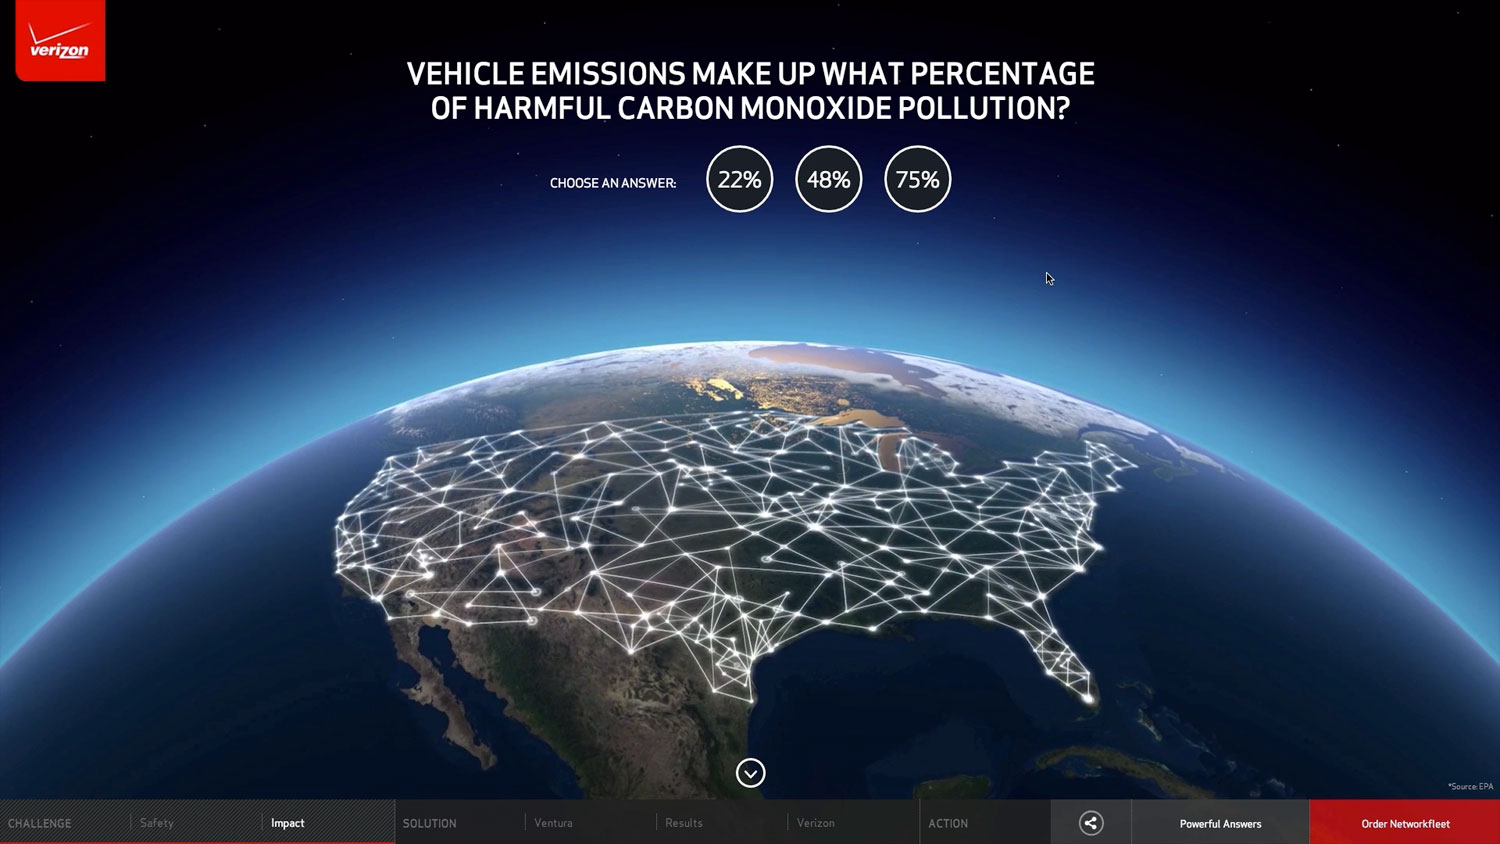 verizon
VEHICLE EMISSIONS MAKE UP WHAT PERCENTAGE
OF HARMFUL CARBON MONOXIDE POLLUTION?
CHOOSE AN ANSWER: 22% 48% 75%
*Source: EPA
CHALLENGE Safety Impact SOLUTION Ventura Results Verizon ACTION Powerful Answers Order Networkfleet